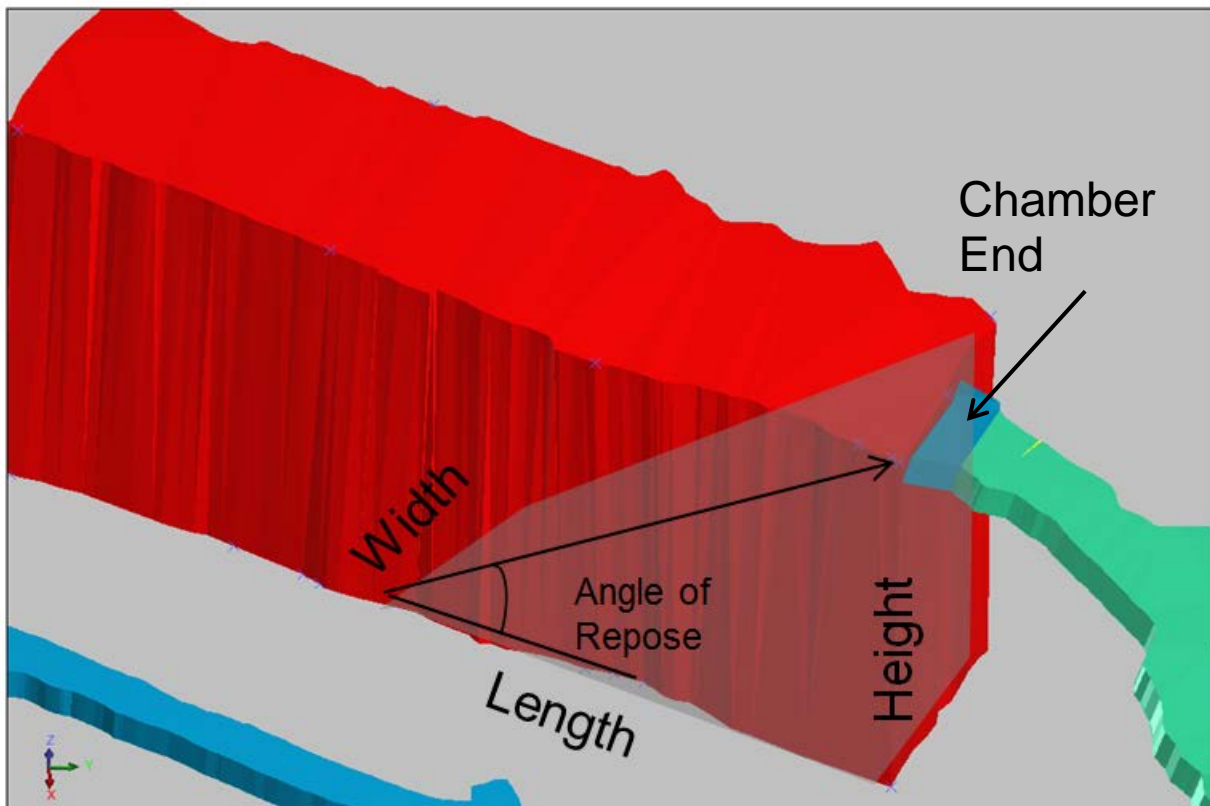 Chamber
End
Width
Angle of
Repose
Height
Length
Z
Y
X